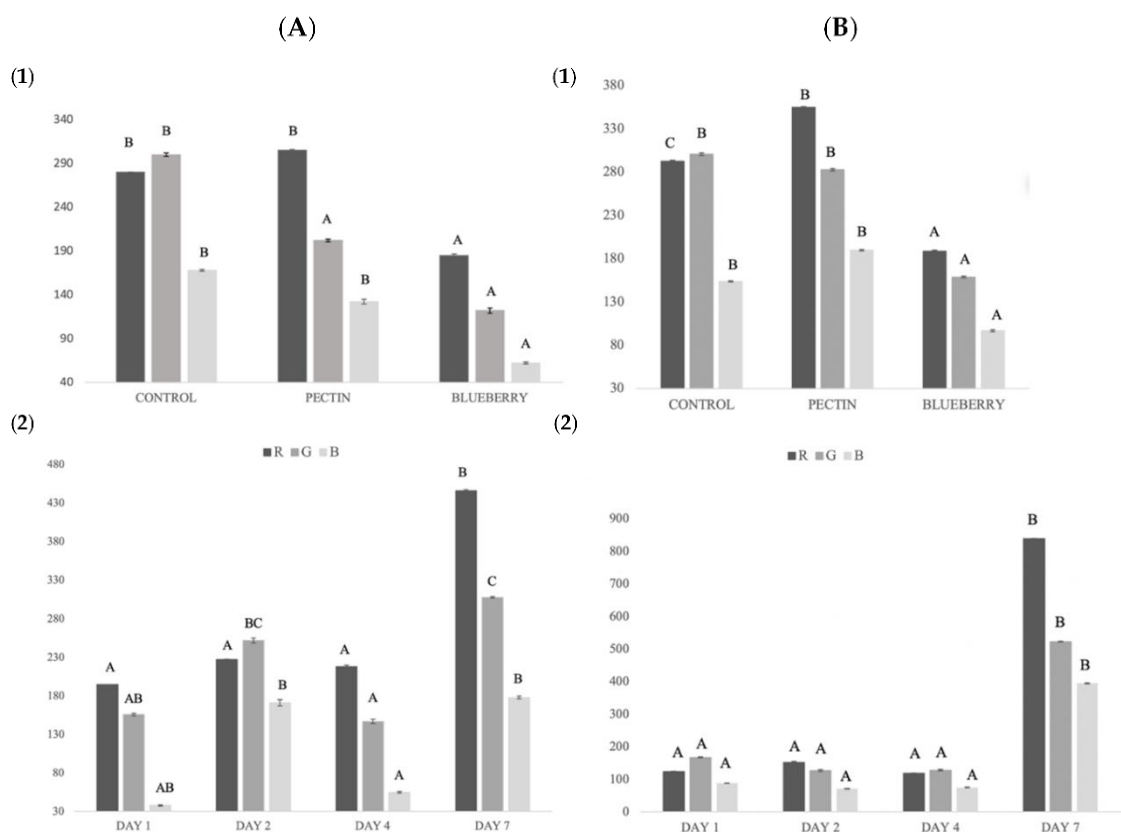 (A)
(1)
340
290
240
190
140
90
40
B B B
B A
B A A
A
CONTROL PECTIN BLUEBERRY
(B)
(1)
380
330
280
230
180
130
80
30
C B B
B B
B A A
A
CONTROL PECTIN BLUEBERRY
(2)
R G B
480
430
380
330
280
230
180
130
80
30
A AB AB
A BC B
A A A
B C B
DAY 1 DAY 2 DAY 4 DAY 7
(2)
R G B
900
800
700
600
500
400
300
200
100
0
A A A
A A A
A A A
B B B
DAY 1 DAY 2 DAY 4 DAY 7